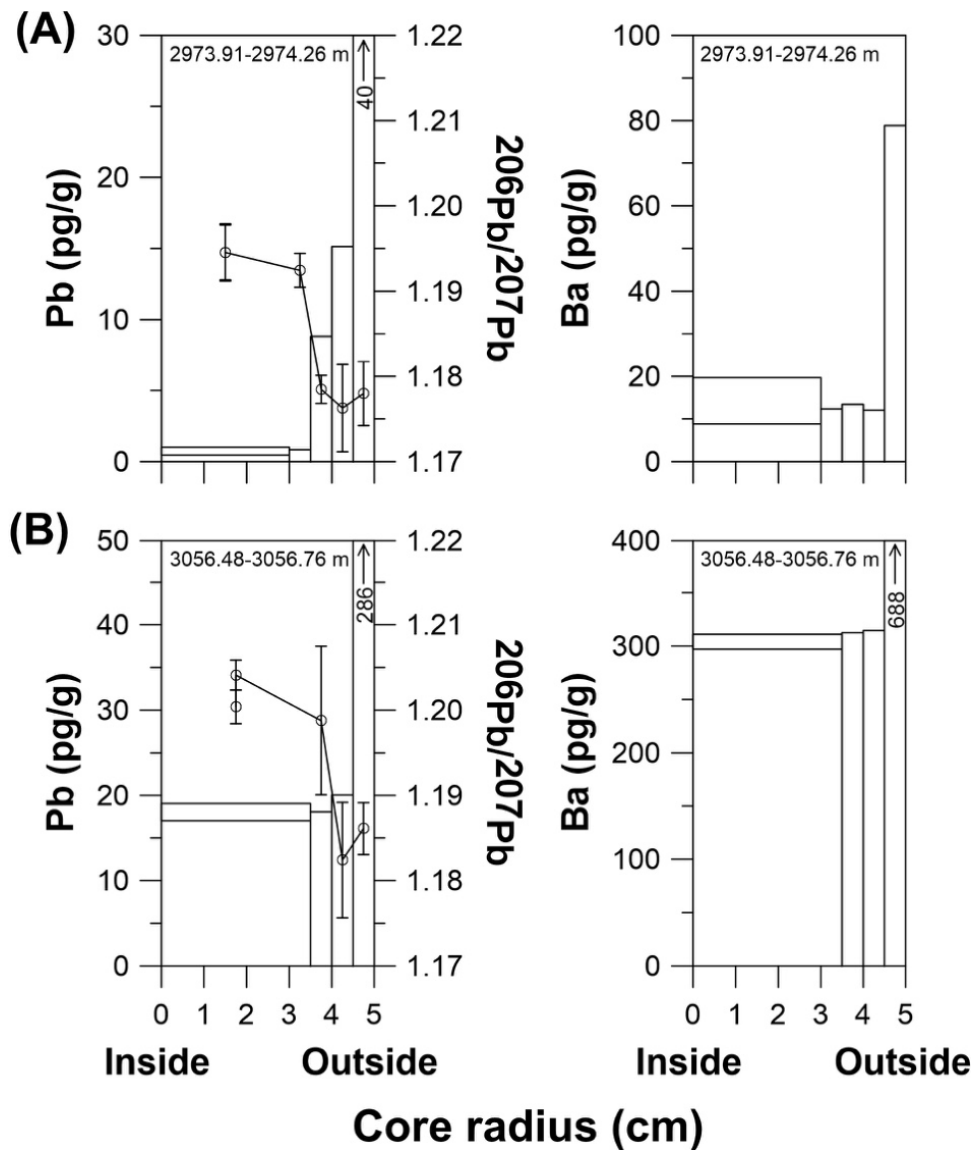 (A)
30
20
10
0
Pb (pg/g)
2973.91-2974.26 m
40
1.22
1.21
1.20
1.19
1.18
1.17
206Pb/207Pb
100
80
60
40
20
0
Ba (pg/g)
2973.91-2974.26 m
(B)
50
40
30
20
10
0
Pb (pg/g)
3056.48-3056.76 m
286
1.22
1.21
1.20
1.19
1.18
1.17
206Pb/207Pb
400
300
200
100
0
Ba (pg/g)
3056.48-3056.76 m
688
0 1 2 3 4 5
0 1 2 3 4 5
Inside Outside
Inside Outside
Core radius (cm)